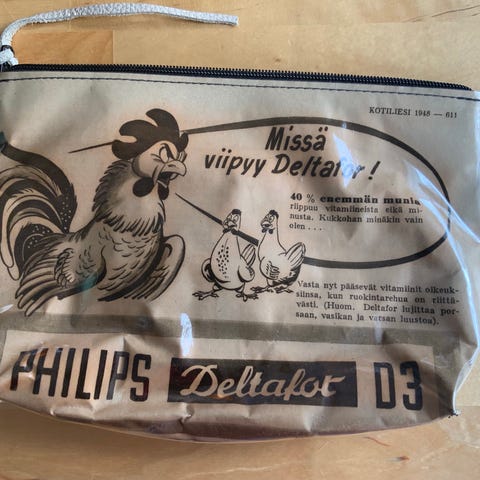 KOTILIESI 1948 — 611
Missä
viipyy Deltafor!
40 % enemmän munia
riippuu vitamiineista eikä mi-
nusta. Kukkohan minäkin vain
olen . . .
Vasta nyt pääsevät vitamiinit oikeuk-
siinsa, kun ruokintarehua on riittä-
västi. (Huom. Deltafor lujittaa por-
saan, vasikan ja varsan luustoa).
PHILIPS Deltafor D3